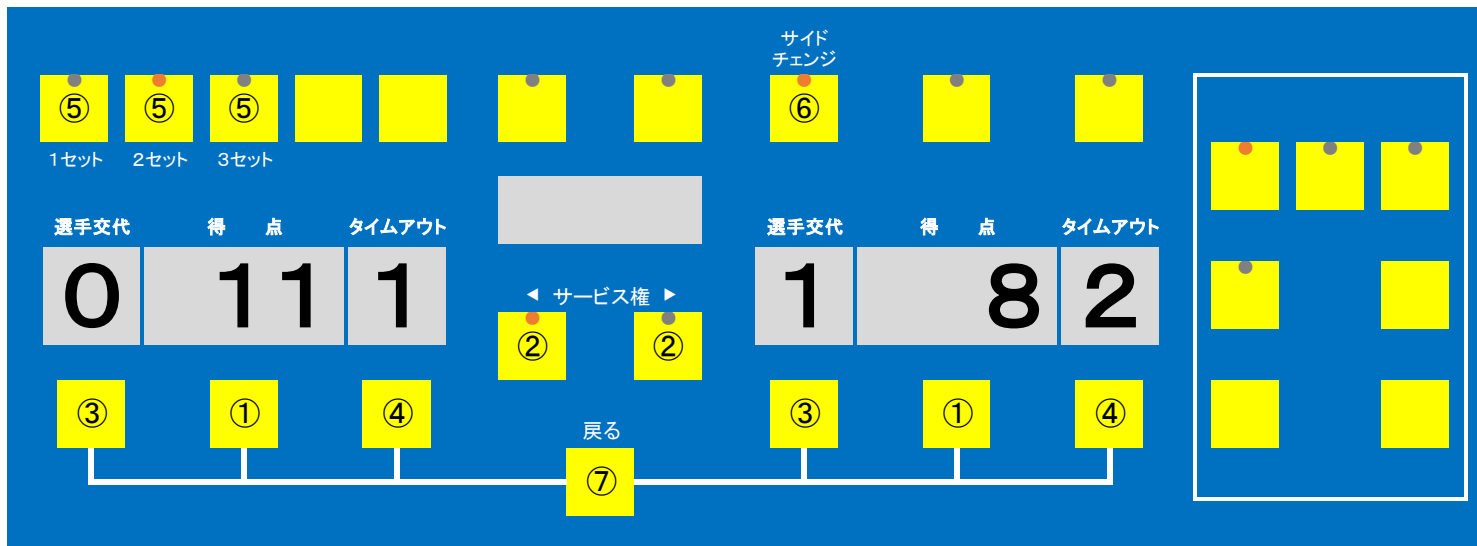 サイド
チェンジ
⑤ ⑤ ⑤ ⑥
1セット 2セット 3セット
選手交代 得 点 タイムアウト 選手交代 得 点 タイムアウト
0 11 1 1 8 2
◀ サービス権 ▶
② ②
③ ① ④ ③ ① ④
戻る
⑦